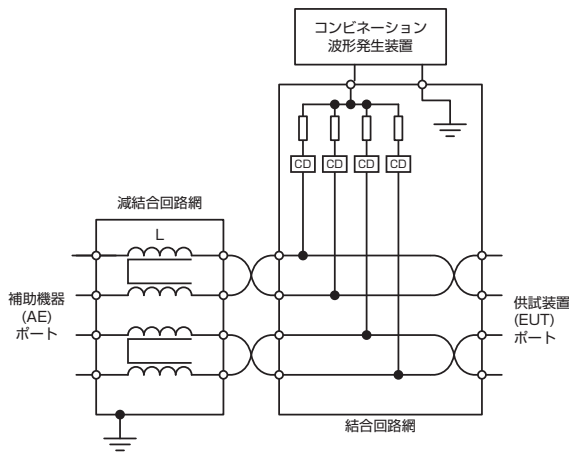 コンビネーション
波形発生装置
CD CD CD CD
減結合回路網
L
補助機器
(AE)
ポート
供試装置
(EUT)
ポート
結合回路網